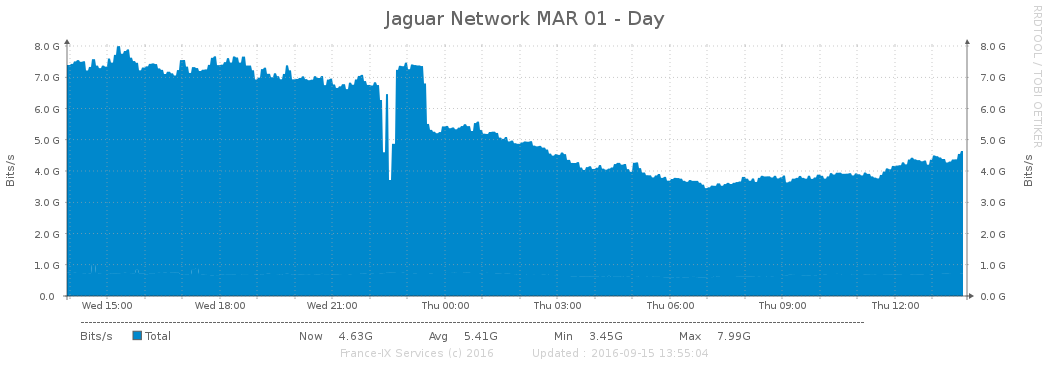 Jaguar Network MAR 01 - Day
RRDTOOL / TOBI OETIKER
Bits/s
8.0 G
7.0 G
6.0 G
5.0 G
4.0 G
3.0 G
2.0 G
1.0 G
0.0
8.0 G
7.0 G
6.0 G
5.0 G
4.0 G
3.0 G
2.0 G
1.0 G
0.0 G
Bits/s
Wed 15:00 Wed 18:00 Wed 21:00 Thu 00:00 Thu 03:00 Thu 06:00 Thu 09:00 Thu 12:00
Bits/s Total Now 4.63G Avg 5.41G Min 3.45G Max 7.99G
France-IX Services (c) 2016 Updated : 2016-09-15 13:55:04